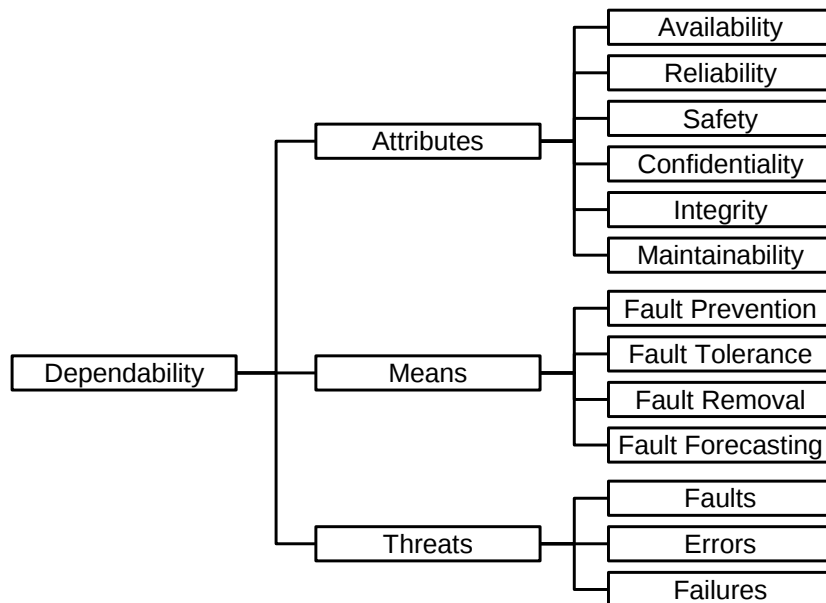 Availability
Reliability
Safety
Attributes
Confidentiality
Integrity
Maintainability
Fault Prevention
Fault Tolerance
Dependability
Means
Fault Removal
Fault Forecasting
Faults
Threats
Errors
Failures